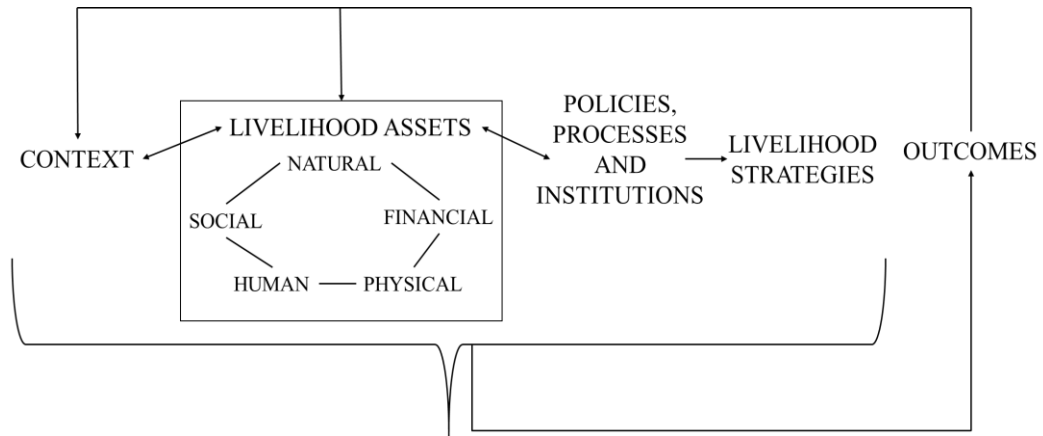 CONTEXT
LIVELIHOOD ASSETS
NATURAL
SOCIAL
FINANCIAL
HUMAN
PHYSICAL
POLICIES,
PROCESSES
AND
INSTITUTIONS
LIVELIHOOD
STRATEGIES
OUTCOMES